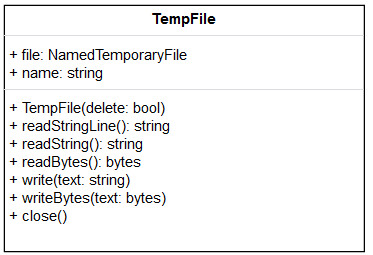 TempFile
+ file: NamedTemporaryFile
+ name: string
+ TempFile(delete: bool)
+ readStringLine(): string
+ readString(): string
+ readBytes(): bytes
+ write(text: string)
+ writeBytes(text: bytes)
+ close()